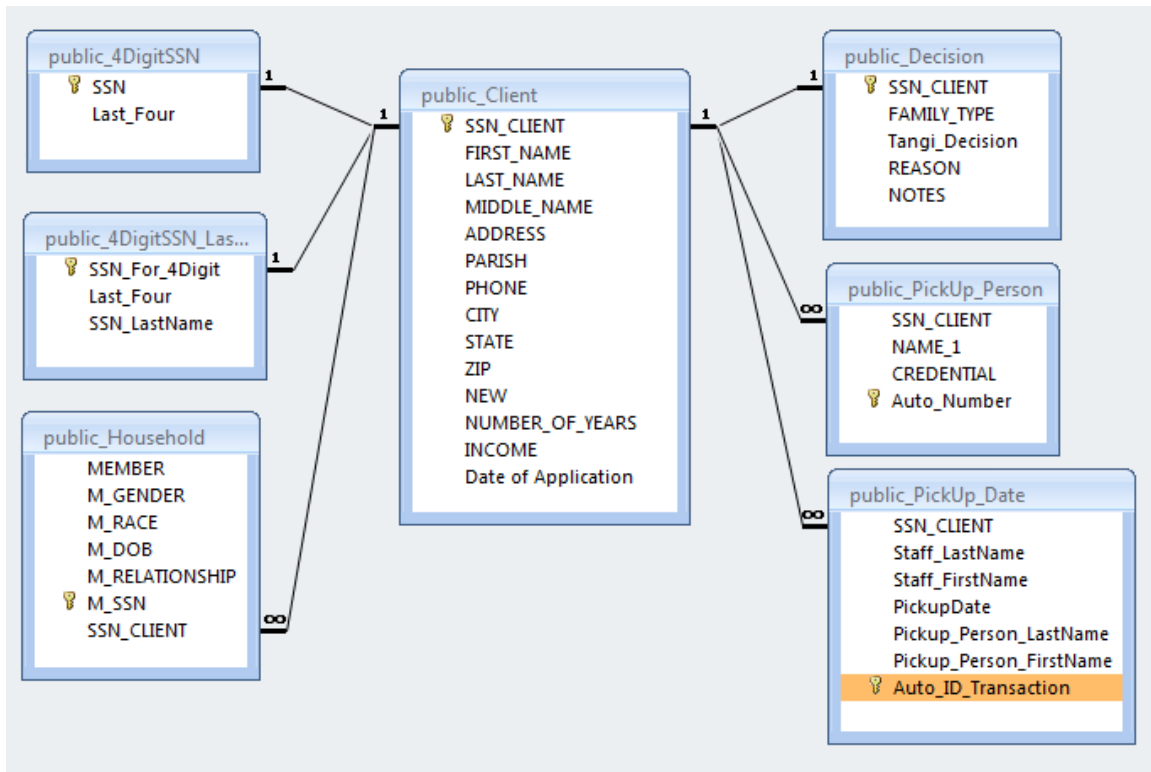 public_4DigitSSN
SSN
Last_Four
1
public_4DigitSSN_Las...
SSN_For_4Digit
Last_Four
SSN_LastName
1
public_Household
MEMBER
M_GENDER
M_RACE
M_DOB
M_RELATIONSHIP
M_SSN
SSN_CLIENT
∞
1
public_Client
SSN_CLIENT
FIRST_NAME
LAST_NAME
MIDDLE_NAME
ADDRESS
PARISH
PHONE
CITY
STATE
ZIP
NEW
NUMBER_OF_YEARS
INCOME
Date of Application
1
1
public_Decision
SSN_CLIENT
FAMILY_TYPE
Tangi_Decision
REASON
NOTES
∞
public_PickUp_Person
SSN_CLIENT
NAME_1
CREDENTIAL
Auto_Number
∞
public_PickUp_Date
SSN_CLIENT
Staff_LastName
Staff_FirstName
PickupDate
Pickup_Person_LastName
Pickup_Person_FirstName
Auto_ID_Transaction